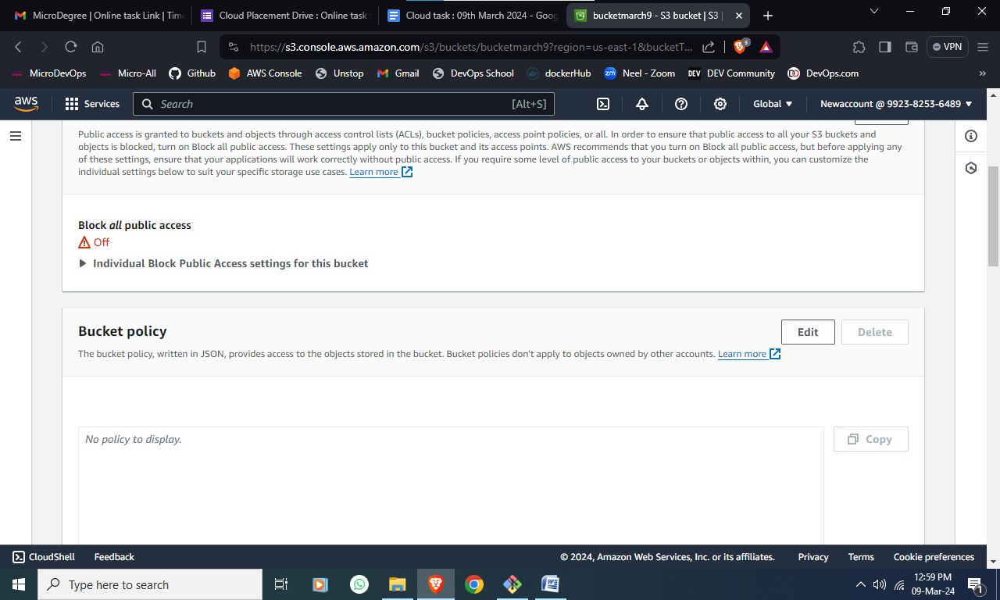 MicroDegree | Online task Link | Time
Cloud Placement Drive : Online task
Cloud task : 09th March 2024 - Goog
bucketmarch9 - S3 bucket | S3 |
https://s3.console.aws.amazon.com/s3/buckets/bucketmarch9?region=us-east-1&bucketT...
3
VPN
MicroDevOps
Micro-All
Github
AWS Console
Unstop
Gmail
DevOps School
dockerHub
zm
Neel - Zoom
DEV
DEV Community
DevOps.com
aws
Services
Search
[Alt+S]
Global
Newaccount @ 9923-8253-6489
Public access is granted to buckets and objects through access control lists (ACLs), bucket policies, access point policies, or all. In order to ensure that public access to all your S3 buckets and
objects is blocked, turn on Block all public access. These settings apply only to this bucket and its access points. AWS recommends that you turn on Block all public access, but before applying any
of these settings, ensure that your applications will work correctly without public access. If you require some level of public access to your buckets or objects within, you can customize the
individual settings below to suit your specific storage use cases. Learn more
Block all public access
Off
Individual Block Public Access settings for this bucket
Bucket policy
Edit
Delete
The bucket policy, written in JSON, provides access to the objects stored in the bucket. Bucket policies don't apply to objects owned by other accounts. Learn more
No policy to display.
Copy
CloudShell
Feedback
© 2024, Amazon Web Services, Inc. or its affiliates.
Privacy
Terms
Cookie preferences
Type here to search
12:59 PM
09-Mar-24
1